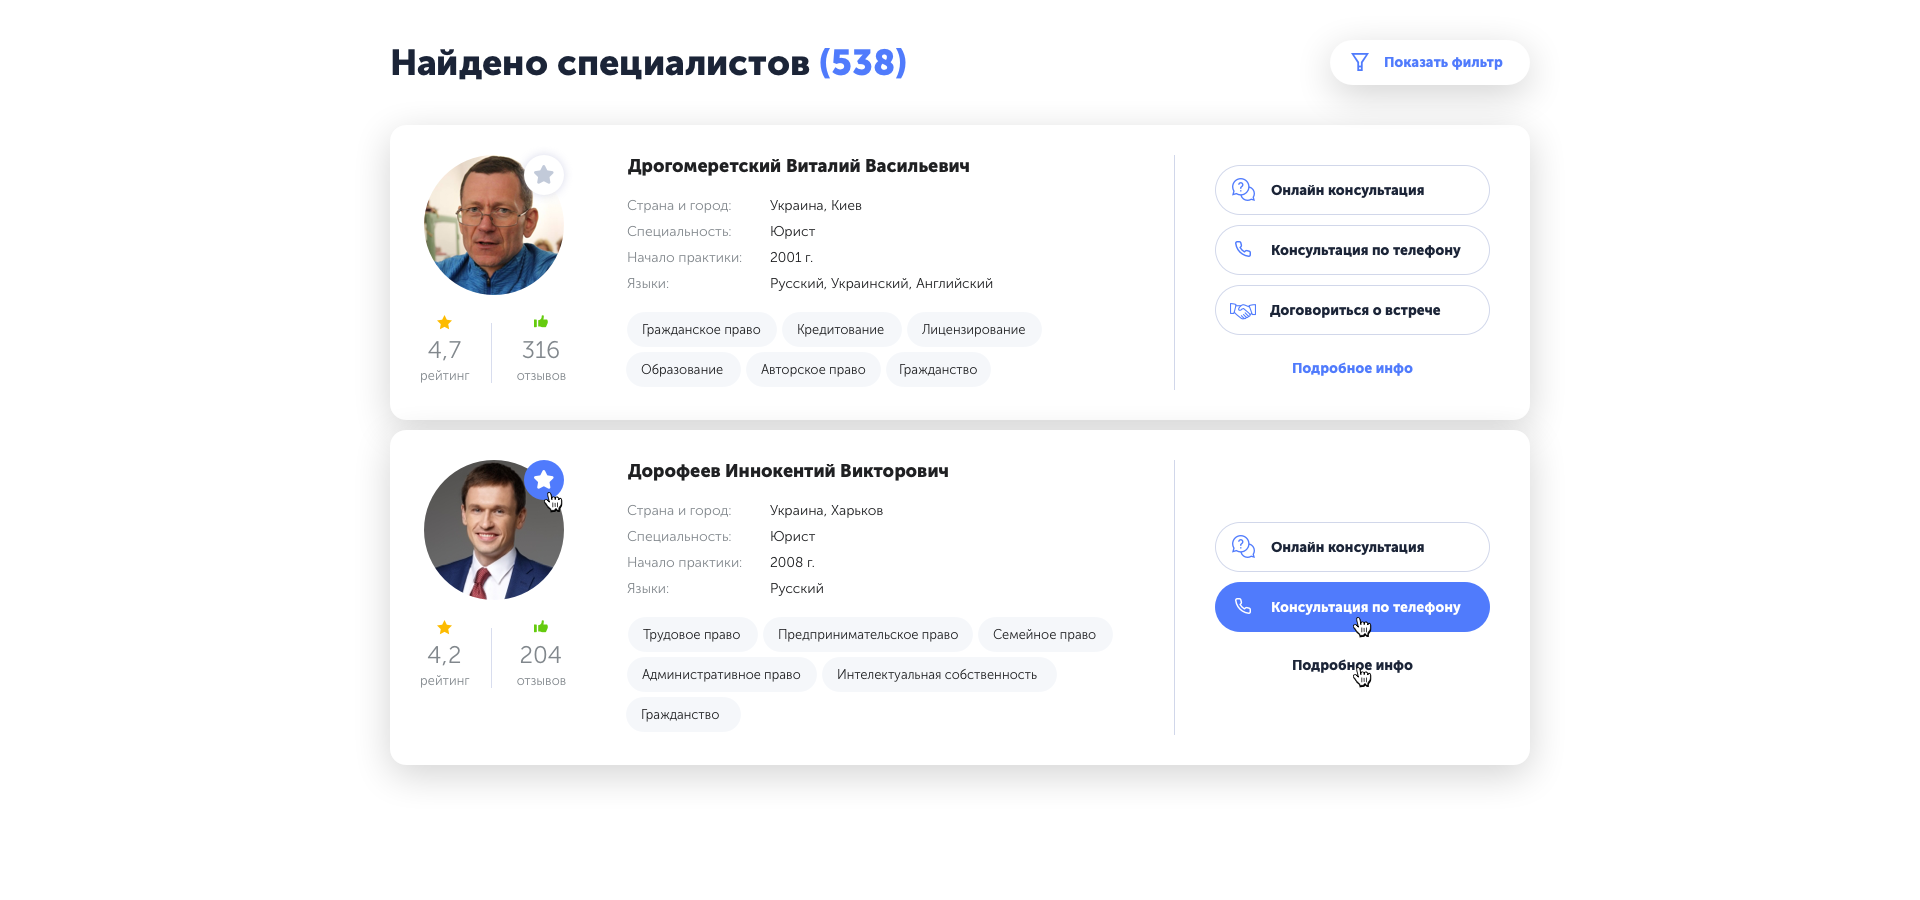 Найдено специалистов (538)
Показать фильтр
Дрогомеретский Виталий Васильевич
Страна и город: Украина, Киев
Специальность: Юрист
Начало практики: 2001 г.
Языки: Русский, Украинский, Английский
Гражданское право Кредитование Лицензирование
Образование Авторское право Гражданство
4,7 316
рейтинг отзывов
Онлайн консультация
Консультация по телефону
Договориться о встрече
Подробное инфо
Дорофеев Иннокентий Викторович
Страна и город: Украина, Харьков
Специальность: Юрист
Начало практики: 2008 г.
Языки: Русский
Трудовое право Предпринимательское право Семейное право
Административное право Интелектуальная собственность
Гражданство
4,2 204
рейтинг отзывов
Онлайн консультация
Консультация по телефону
Подробное инфо